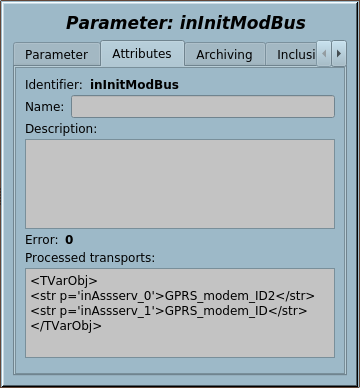 Parameter: inInitModBus
Parameter Attributes Archiving Inclusi
Identifier: inInitModBus
Name:
Description:
Error: 0
Processed transports:
<TVarObj>
<str p='inAssserv_0'>GPRS_modem_ID2</str>
<str p='inAssserv_1'>GPRS_modem_ID</str>
</TVarObj>